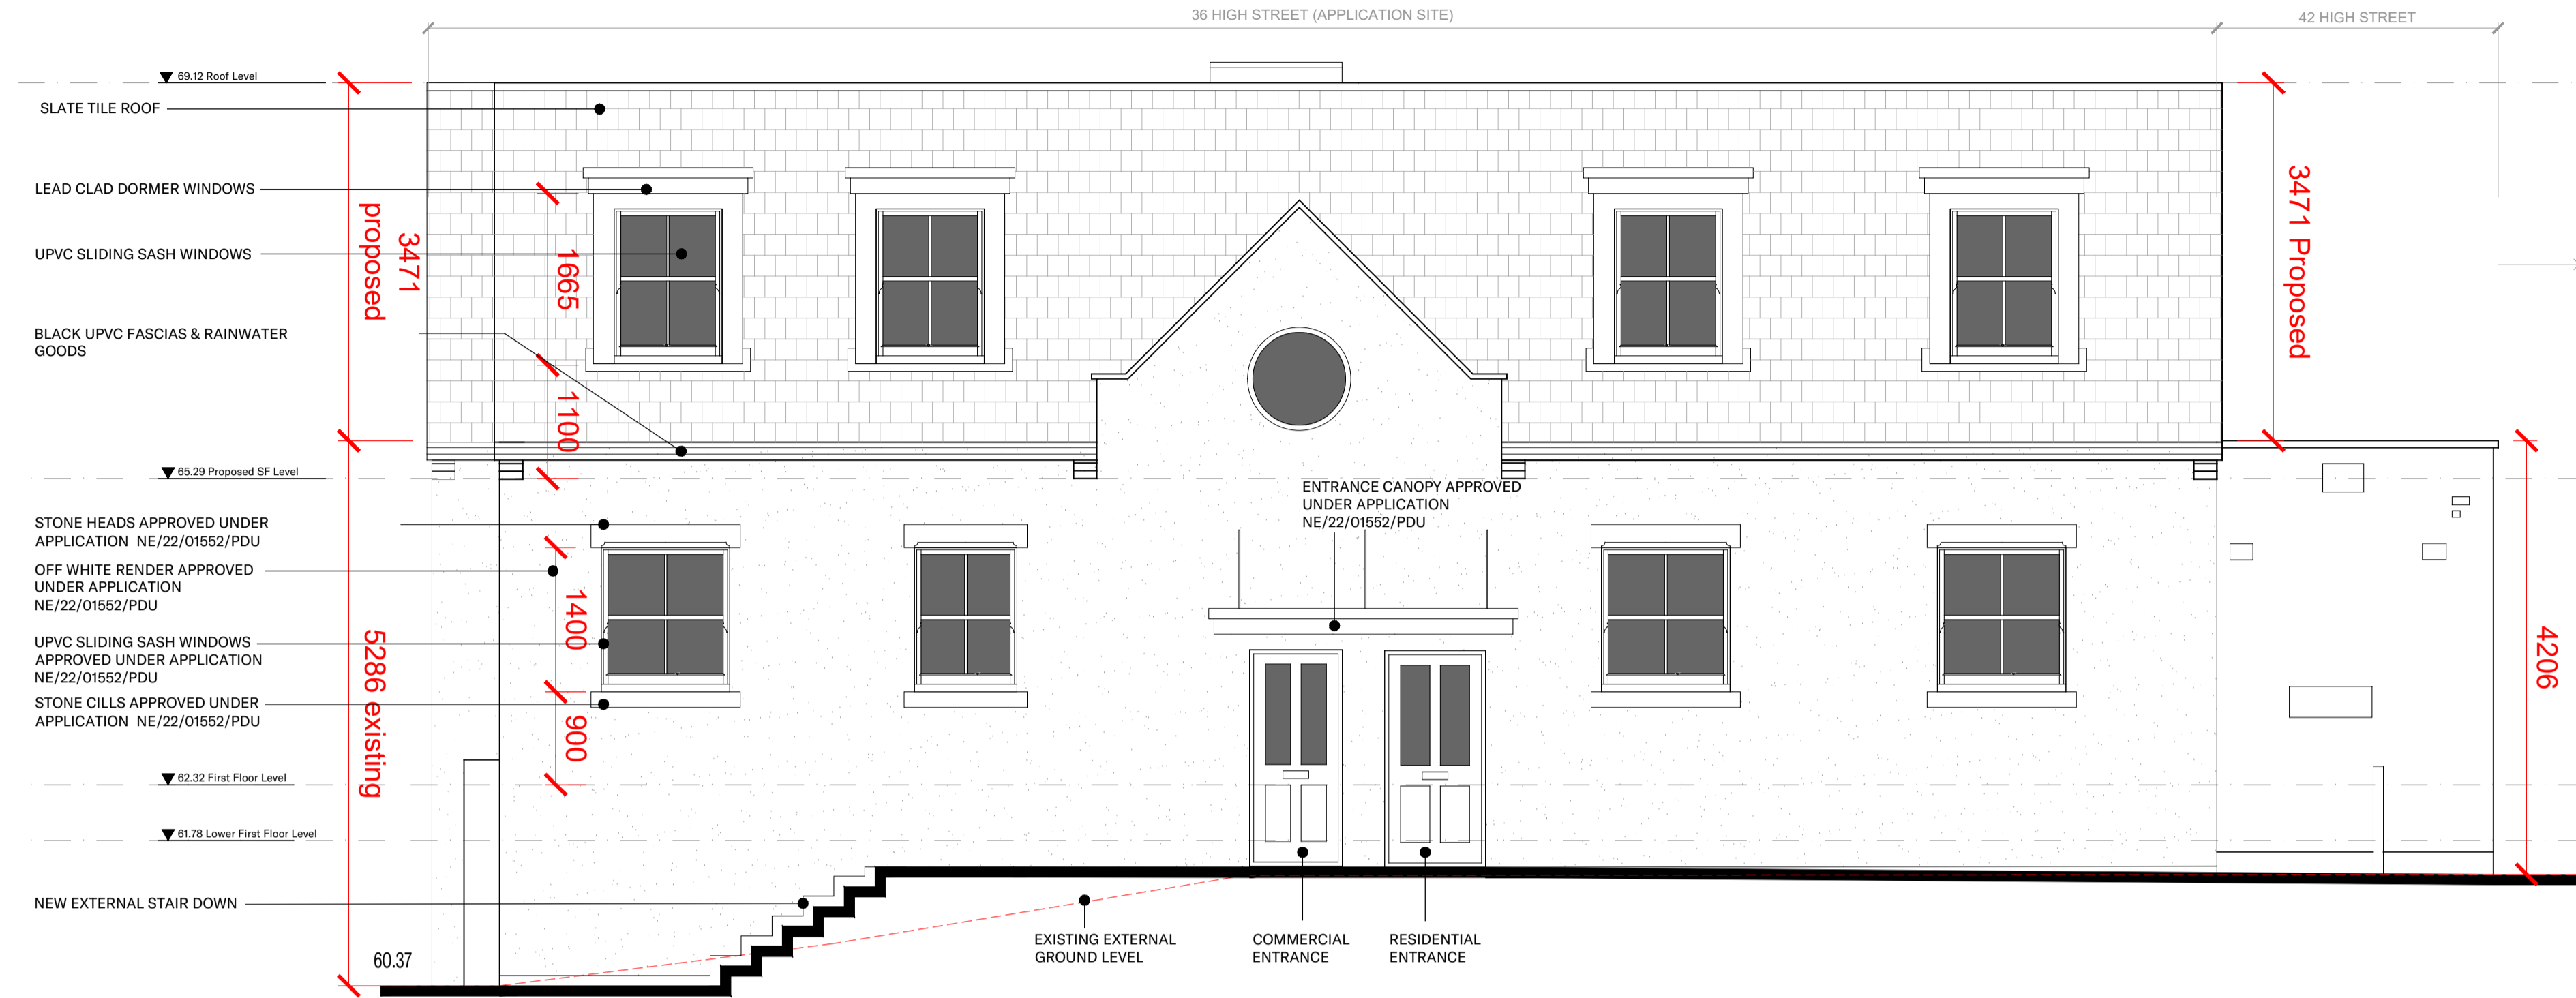 36 HIGH STREET (APPLICATION SITE)
42 HIGH STREET
69.12 Roof Level
SLATE TILE ROOF
LEAD CLAD DORMER WINDOWS
UPVC SLIDING SASH WINDOWS
BLACK UPVC FASCIAS & RAINWATER
GOODS
3471
proposed
1665
1100
3471 Proposed
65.29 Proposed SF Level
STONE HEADS APPROVED UNDER
APPLICATION NE/22/01552/PDU
OFF WHITE RENDER APPROVED
UNDER APPLICATION
NE/22/01552/PDU
UPVC SLIDING SASH WINDOWS
APPROVED UNDER APPLICATION
NE/22/01552/PDU
STONE CILLS APPROVED UNDER
APPLICATION NE/22/01552/PDU
5286 existing
1400
900
ENTRANCE CANOPY APPROVED
UNDER APPLICATION
NE/22/01552/PDU
4206
62.32 First Floor Level
61.78 Lower First Floor Level
NEW EXTERNAL STAIR DOWN
60.37
EXISTING EXTERNAL
GROUND LEVEL
COMMERCIAL
ENTRANCE
RESIDENTIAL
ENTRANCE